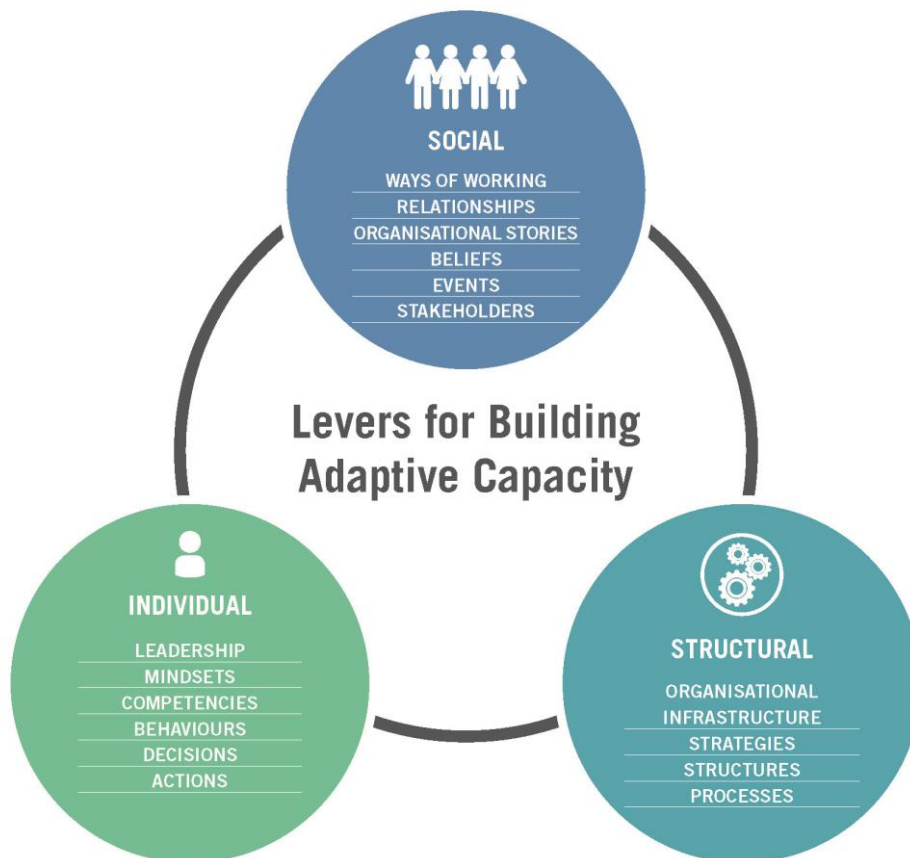 SOCIAL
WAYS OF WORKING
RELATIONSHIPS
ORGANISATIONAL STORIES
BELIEFS
EVENTS
STAKEHOLDERS
Levers for Building
Adaptive Capacity
INDIVIDUAL
LEADERSHIP
MINDSETS
COMPETENCIES
BEHAVIOURS
DECISIONS
ACTIONS
STRUCTURAL
ORGANISATIONAL
INFRASTRUCTURE
STRATEGIES
STRUCTURES
PROCESSES